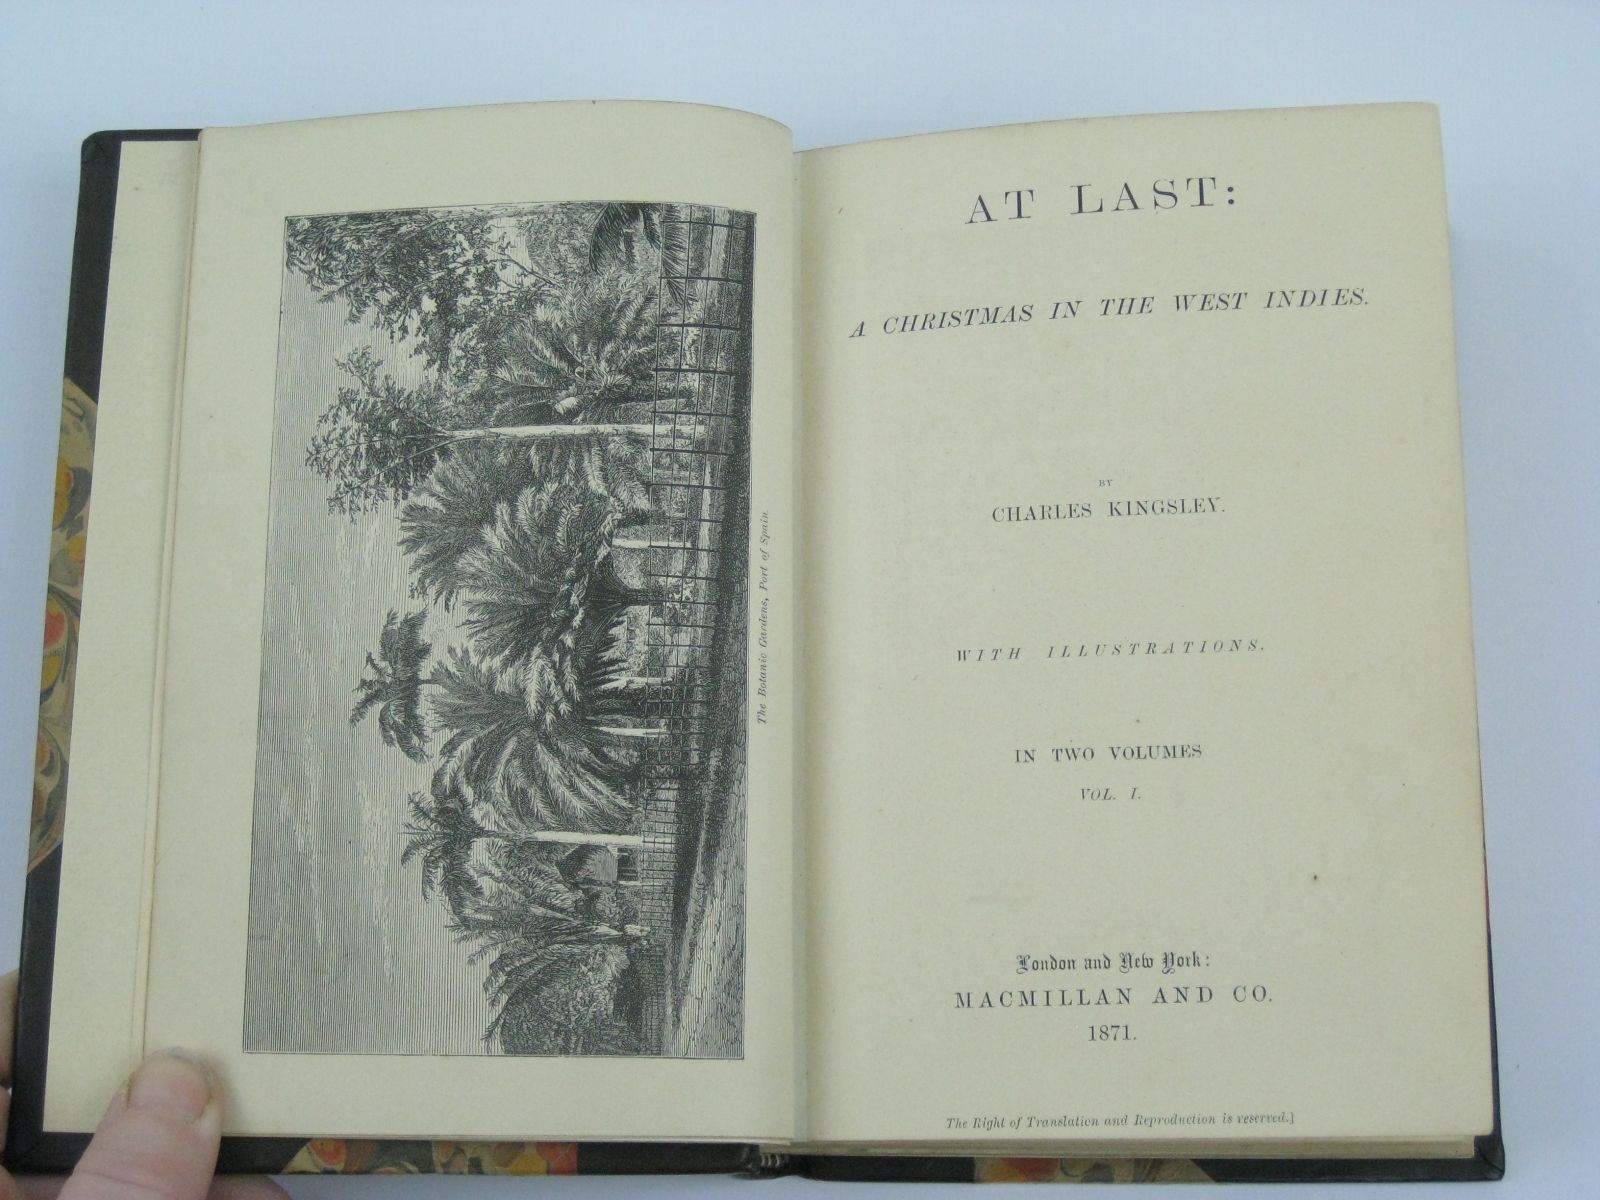 The Botanic Gardens, Port of Spain.
AT LAST:
A CHRISTMAS IN THE WEST INDIES.
BY
CHARLES KINGSLEY.
WITH ILLUSTRATIONS.
IN TWO VOLUMES
VOL. I.
London and New York:
MACMILLAN AND CO.
1871.
The Right of Translation and Reproduction is reserved.]